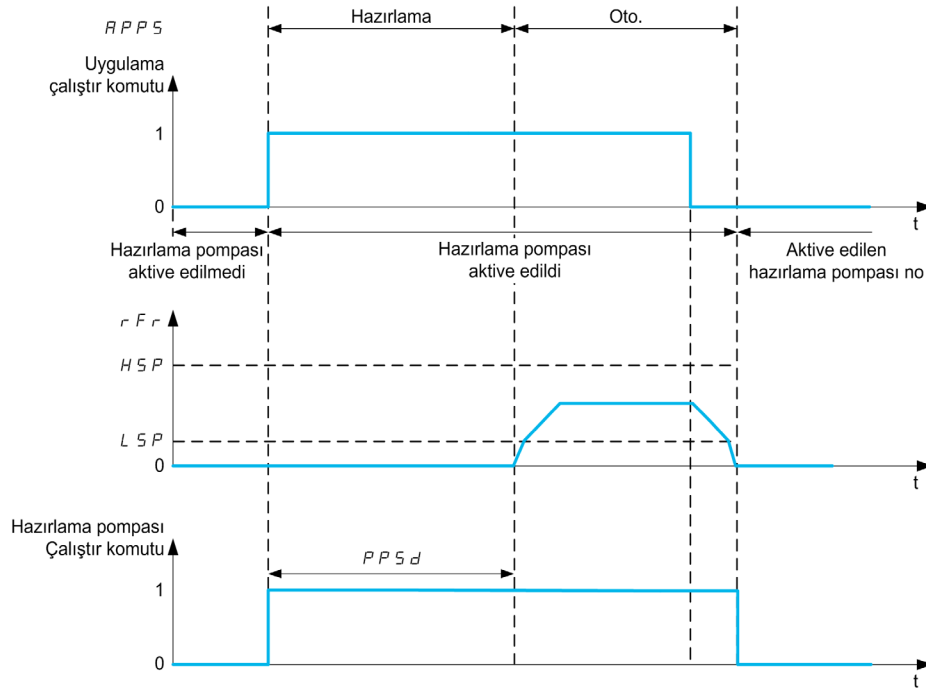 Hazırlama
Oto.
APPS
Uygulama
çalıştır komutu
1
0
t
Hazırlama pompası
aktive edilmedi
Hazırlama pompası
aktive edildi
Aktive edilen
hazırlama pompası no
rFr
HSP
LSP
0
t
Hazırlama pompası
Çalıştır komutu
PPSd
1
0
t